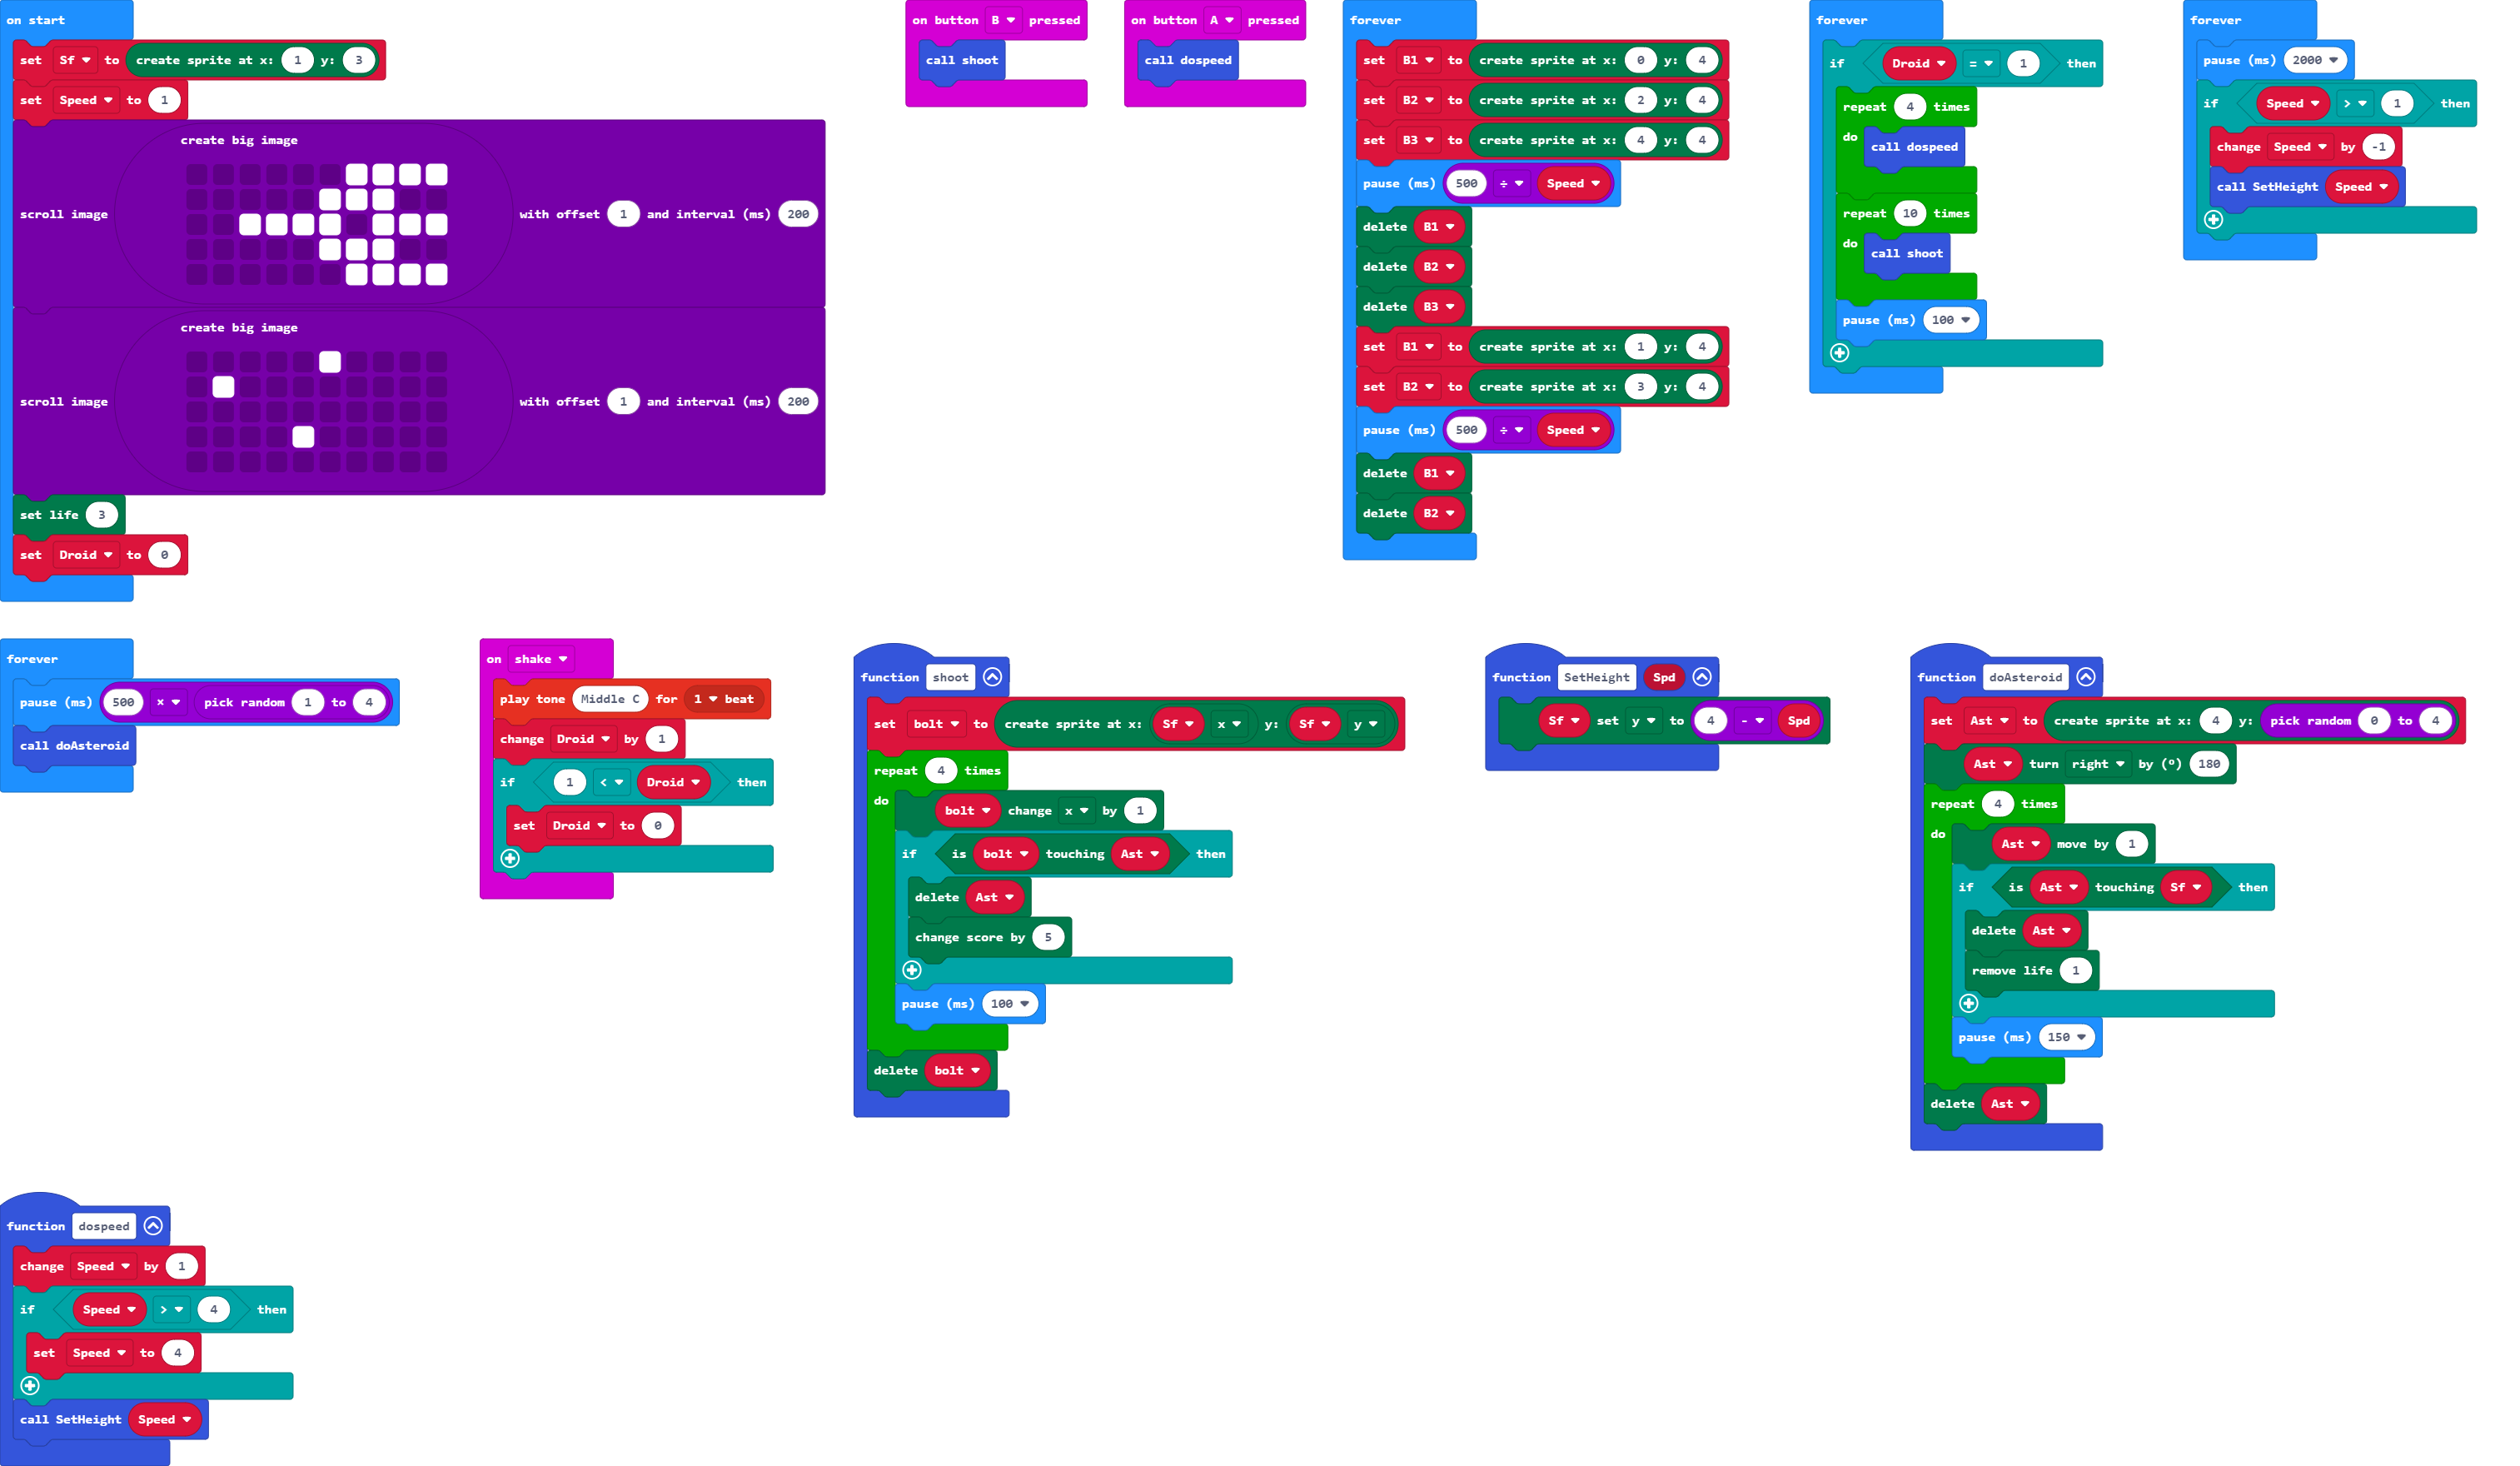 on start
set Sf to create sprite at x: 1 y: 3
set Speed to 1
create big image
scroll image with offset 1 and interval (ms) 200
create big image
scroll image with offset 1 and interval (ms) 200
set life 3
set Droid to 0
on button B pressed
call shoot
on button A pressed
call dospeed
forever
set B1 to create sprite at x: 0 y: 4
set B2 to create sprite at x: 2 y: 4
set B3 to create sprite at x: 4 y: 4
pause (ms) 500 ÷ Speed
delete B1
delete B2
delete B3
set B1 to create sprite at x: 1 y: 4
set B2 to create sprite at x: 3 y: 4
pause (ms) 500 ÷ Speed
delete B1
delete B2
forever
if Droid = 1 then
repeat 4 times
do call dospeed
repeat 10 times
do call shoot
pause (ms) 100
forever
pause (ms) 2000
if Speed > 1 then
change Speed by -1
call SetHeight Speed
forever
pause (ms) 500 × pick random 1 to 4
call doAsteroid
on shake
play tone Middle C for 1 beat
change Droid by 1
if 1 < Droid then
set Droid to 0
function shoot
set bolt to create sprite at x: Sf x y: Sf y
repeat 4 times
do bolt change x by 1
if is bolt touching Ast then
delete Ast
change score by 5
pause (ms) 100
delete bolt
function SetHeight Spd
Sf set y to 4 - Spd
function doAsteroid
set Ast to create sprite at x: 4 y: pick random 0 to 4
Ast turn right by (º) 180
repeat 4 times
do Ast move by 1
if is Ast touching Sf then
delete Ast
remove life 1
pause (ms) 150
delete Ast
function dospeed
change Speed by 1
if Speed > 4 then
set Speed to 4
call SetHeight Speed